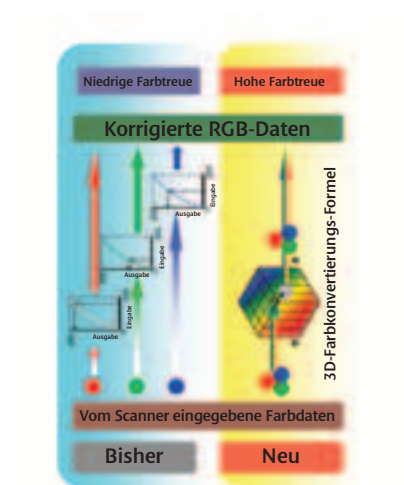 Niedrige Farbtreue
Hohe Farbtreue
Korrigierte RGB-Daten
Ausgabe
Eingabe
Ausgabe
Eingabe
Ausgabe
Eingabe
3D-Farbkonvertierungs-Formel
Vom Scanner eingegebene Farbdaten
Bisher
Neu